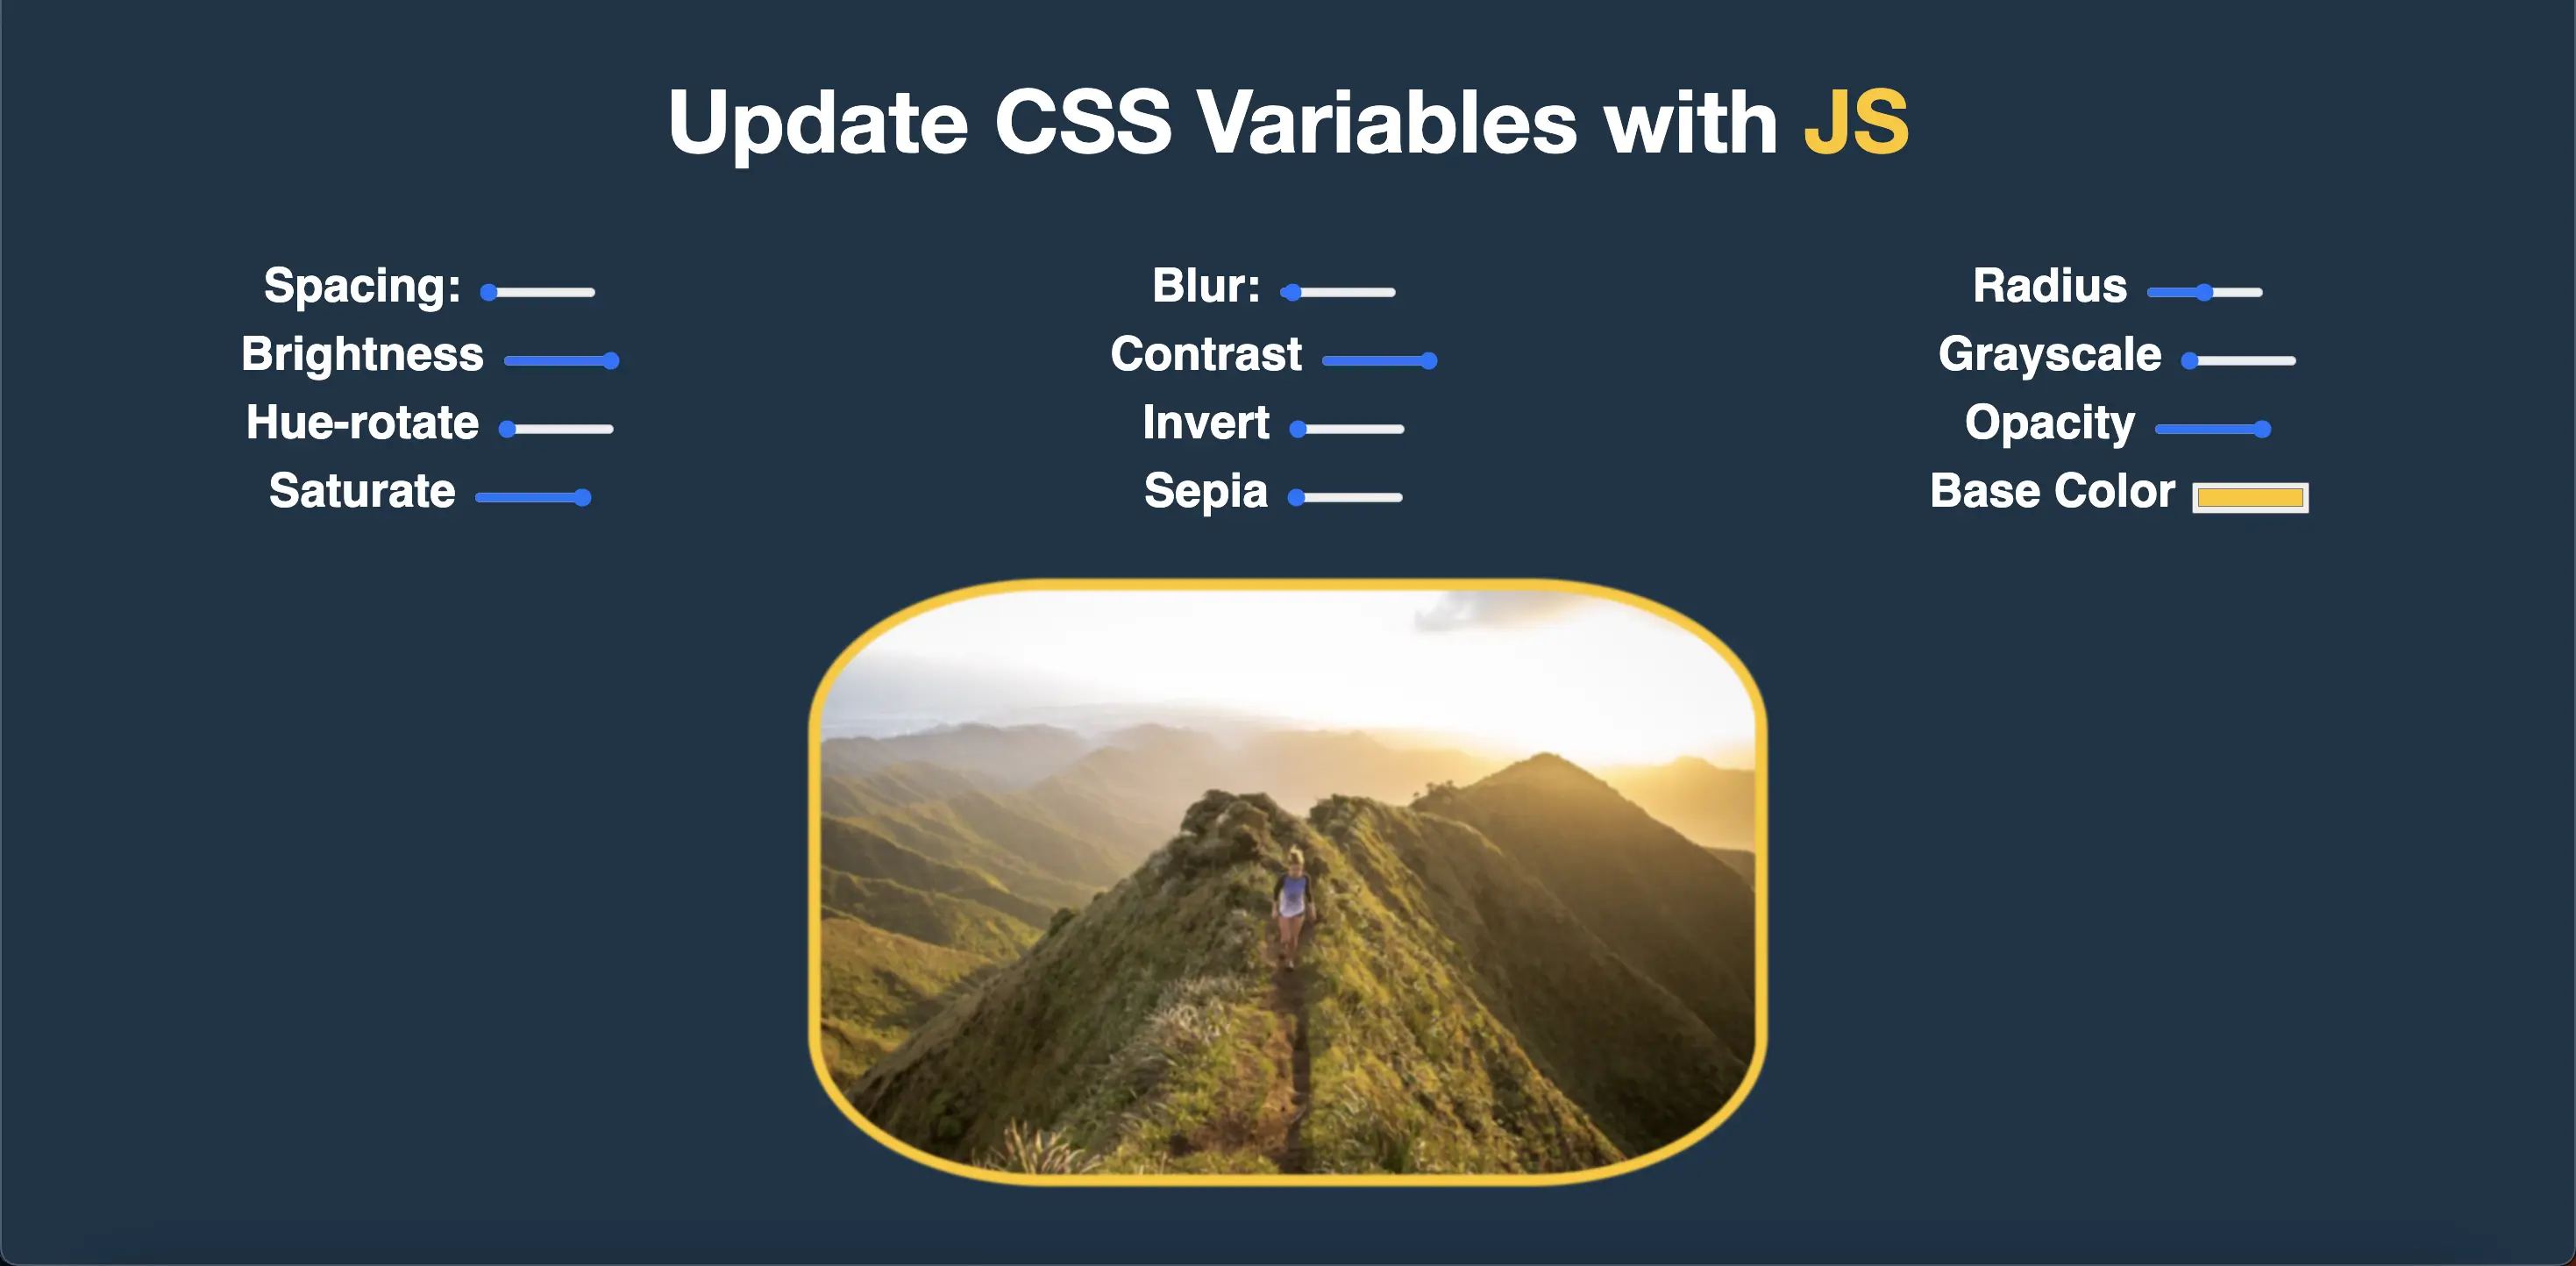 Update CSS Variables with JS
Spacing: Blur: Radius
Brightness Contrast Grayscale
Hue-rotate Invert Opacity
Saturate Sepia Base Color